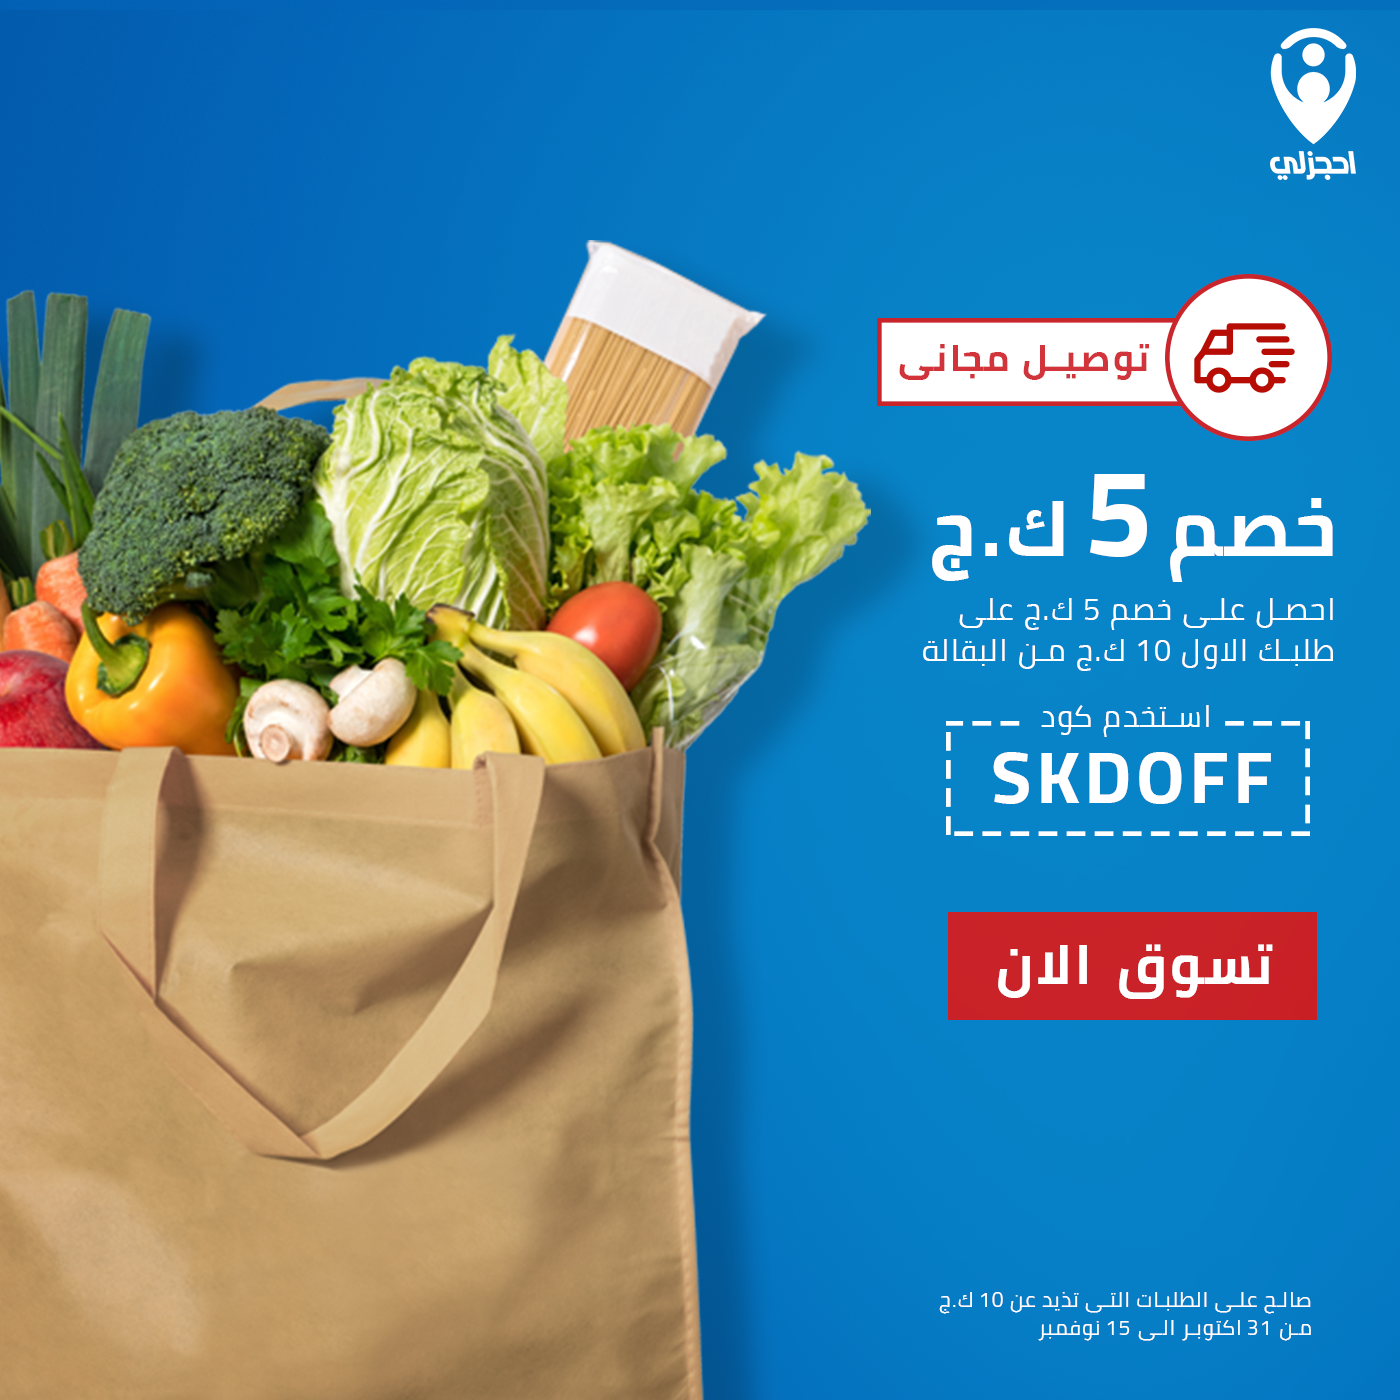 احجزلي
توصيل مجانى
خصم 5 ك.ج
احصل على خصم 5 ك.ج على
طلبك الاول 10 ك.ج من البقالة
استخدم كود
SKDOFF
تسوق الان
صالح على الطلبات التى تذيد عن 10 ك.ج
من 31 اكتوبر الى 15 نوفمبر